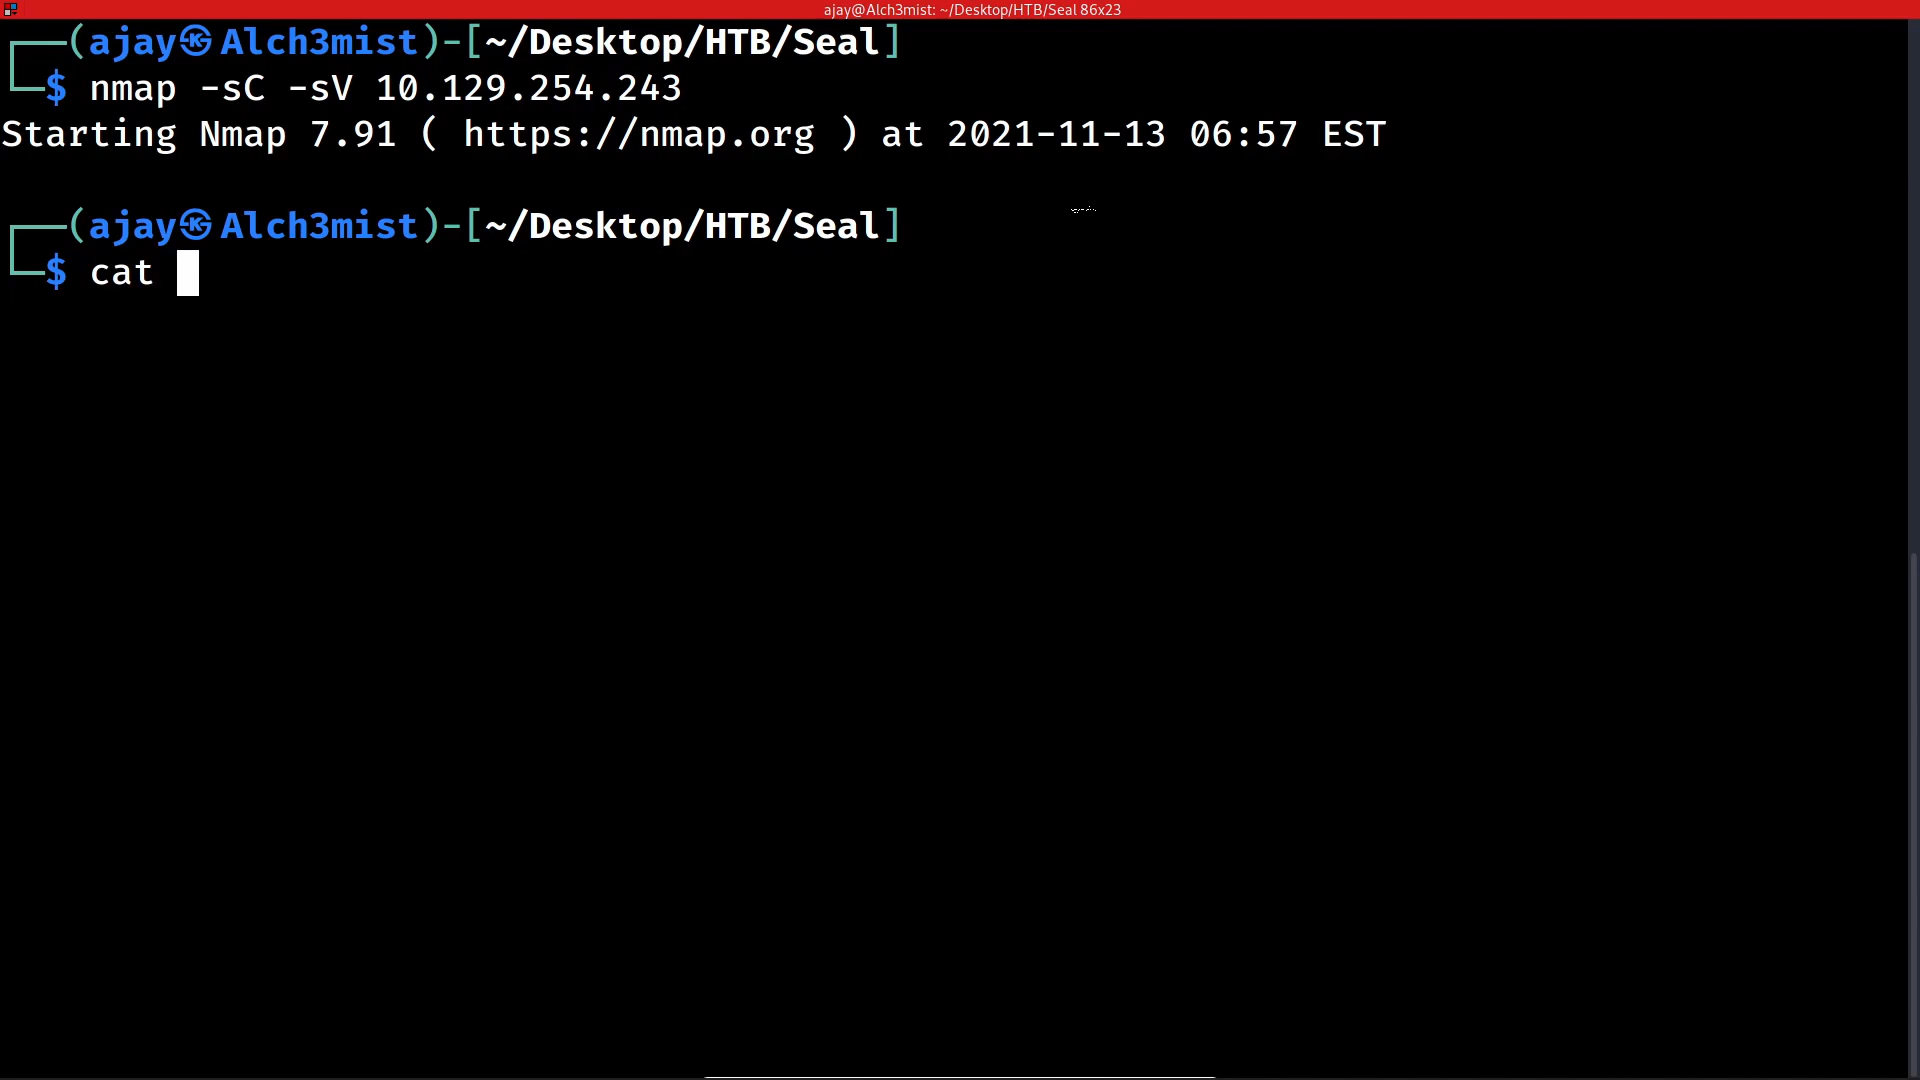 ajay@Alch3mist: ~/Desktop/HTB/Seal 86x23
┌──(ajay㉿Alch3mist)-[~/Desktop/HTB/Seal]
└─$ nmap -sC -sV 10.129.254.243
Starting Nmap 7.91 ( https://nmap.org ) at 2021-11-13 06:57 EST
┌──(ajay㉿Alch3mist)-[~/Desktop/HTB/Seal]
└─$ cat